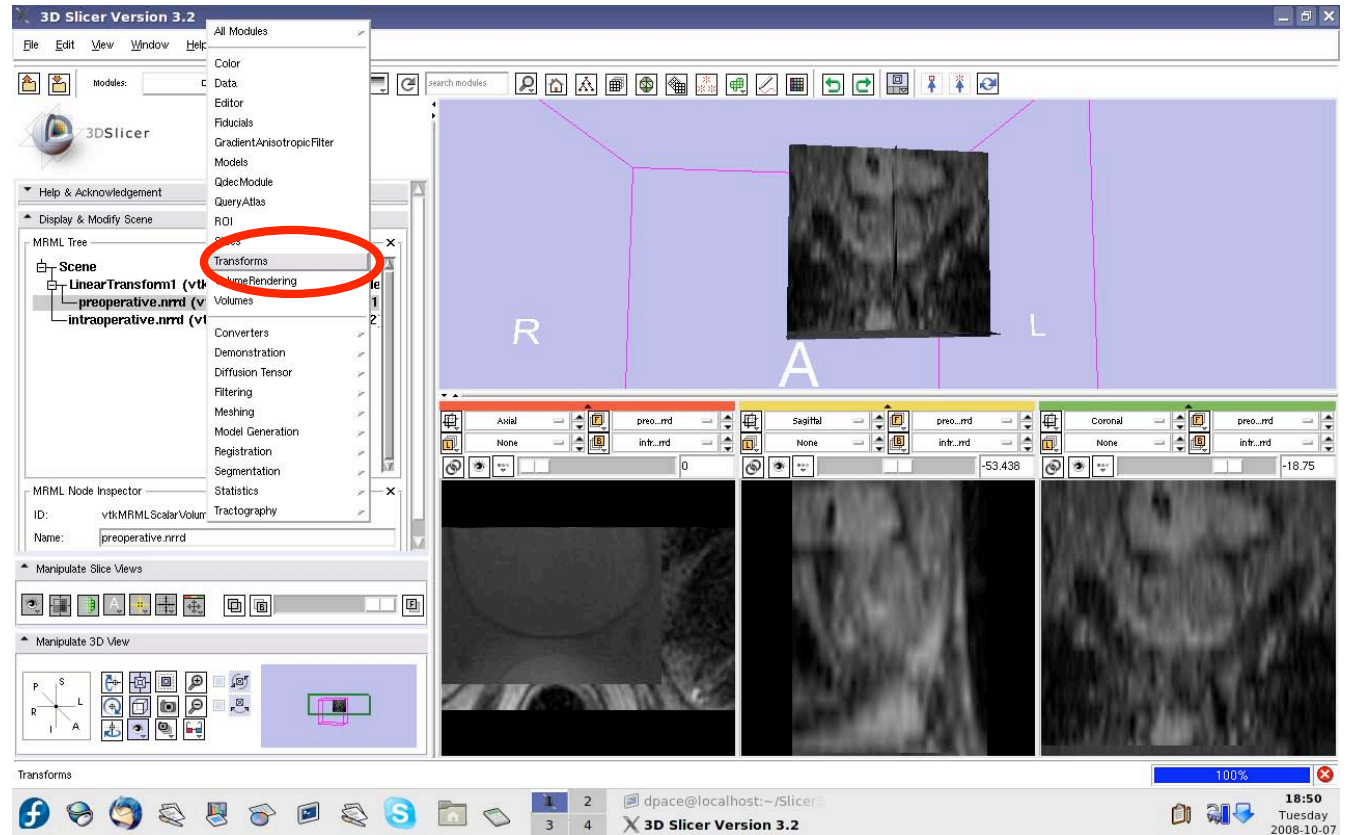 3D Slicer Version 3.2
File Edit View Window Help
Modules:
search modules
3DSlicer
All Modules
Color
Data
Editor
Fiducials
GradientAnisotropicFilter
Models
QdecModule
QueryAtlas
ROI
Slices
Transforms
VolumeRendering
Volumes
Converters
Demonstration
Diffusion Tensor
Filtering
Meshing
Model Generation
Registration
Segmentation
Statistics
Tractography
Help & Acknowledgement
Display & Modify Scene
MRML Tree
Scene
LinearTransform1 (vtk
preoperative.nrrd (v
intraoperative.nrrd (vt
MRML Node Inspector
ID: vtkMRMLScalarVolum
Name: preoperative.nrrd
Manipulate Slice Views
Manipulate 3D View
P S
R L
I A
R A L
Axial preo...rrd
None intr...rrd
0
Sagittal preo...rrd
None intr...rrd
-53.438
Coronal preo...rrd
None intr...rrd
-18.75
Transforms
100%
1 2
3 4
dpace@localhost:~/Slicer3
3D Slicer Version 3.2
18:50
Tuesday
2008-10-07